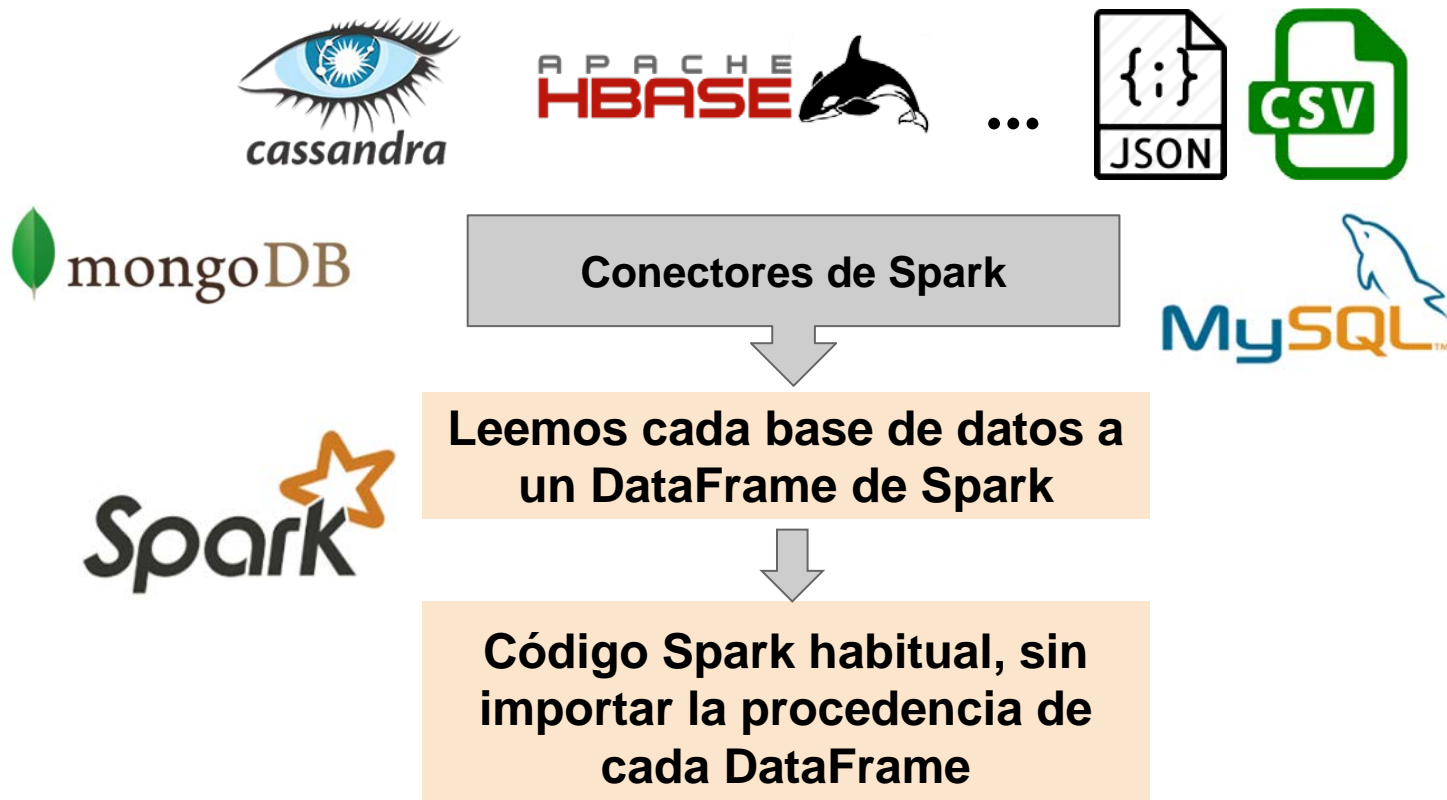 cassandra
APACHE
HBASE
...
{;}
JSON
CSV
mongoDB
Conectores de Spark
MySQL
TM
Leemos cada base de datos a
un DataFrame de Spark
Spark
Código Spark habitual, sin
importar la procedencia de
cada DataFrame